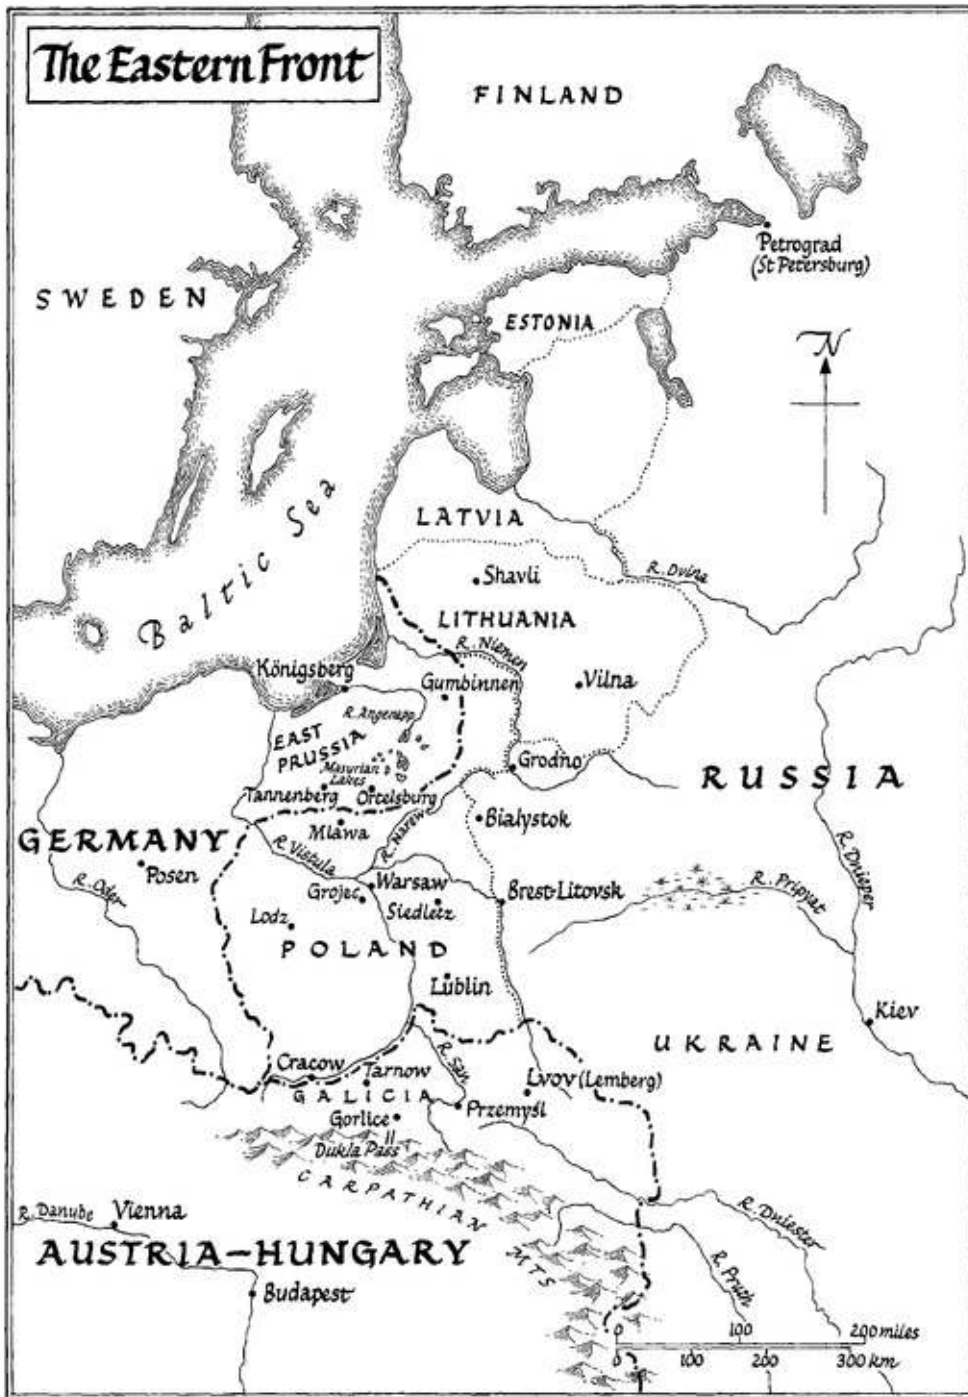 The Eastern Front
FINLAND
Petrograd
(St Petersburg)
SWEDEN
ESTONIA
N
Baltic Sea
LATVIA
R. Dvina
Shavli
LITHUANIA
R. Niemen
Königsberg
Gumbinnen
Vilna
R. Angerapp
EAST
PRUSSIA
Masurian
Lakes
Grodno
RUSSIA
Tannenberg
Ortelsburg
Mlawa
R. Narew
Bialystok
GERMANY
R. Vistula
R. Dnieper
Posen
R. Oder
Warsaw
Grojec
Siedletz
Brest-Litovsk
R. Pripyat
Lodz
POLAND
Lublin
Kiev
UKRAINE
Cracow
Tarnow
R. San
Lvov (Lemberg)
GALICIA
Przemyśl
Gorlice
Dukla Pass
CARPATHIAN
MTS
R. Danube
Vienna
R. Dniester
AUSTRIA-HUNGARY
R. Pruth
Budapest
0 100 200 miles
0 100 200 300 km